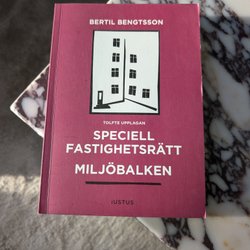 BERTIL BENGTSSON
TOLFTE UPPLAGAN
SPECIELL
FASTIGHETSRÄTT
MILJÖBALKEN
IUSTUS